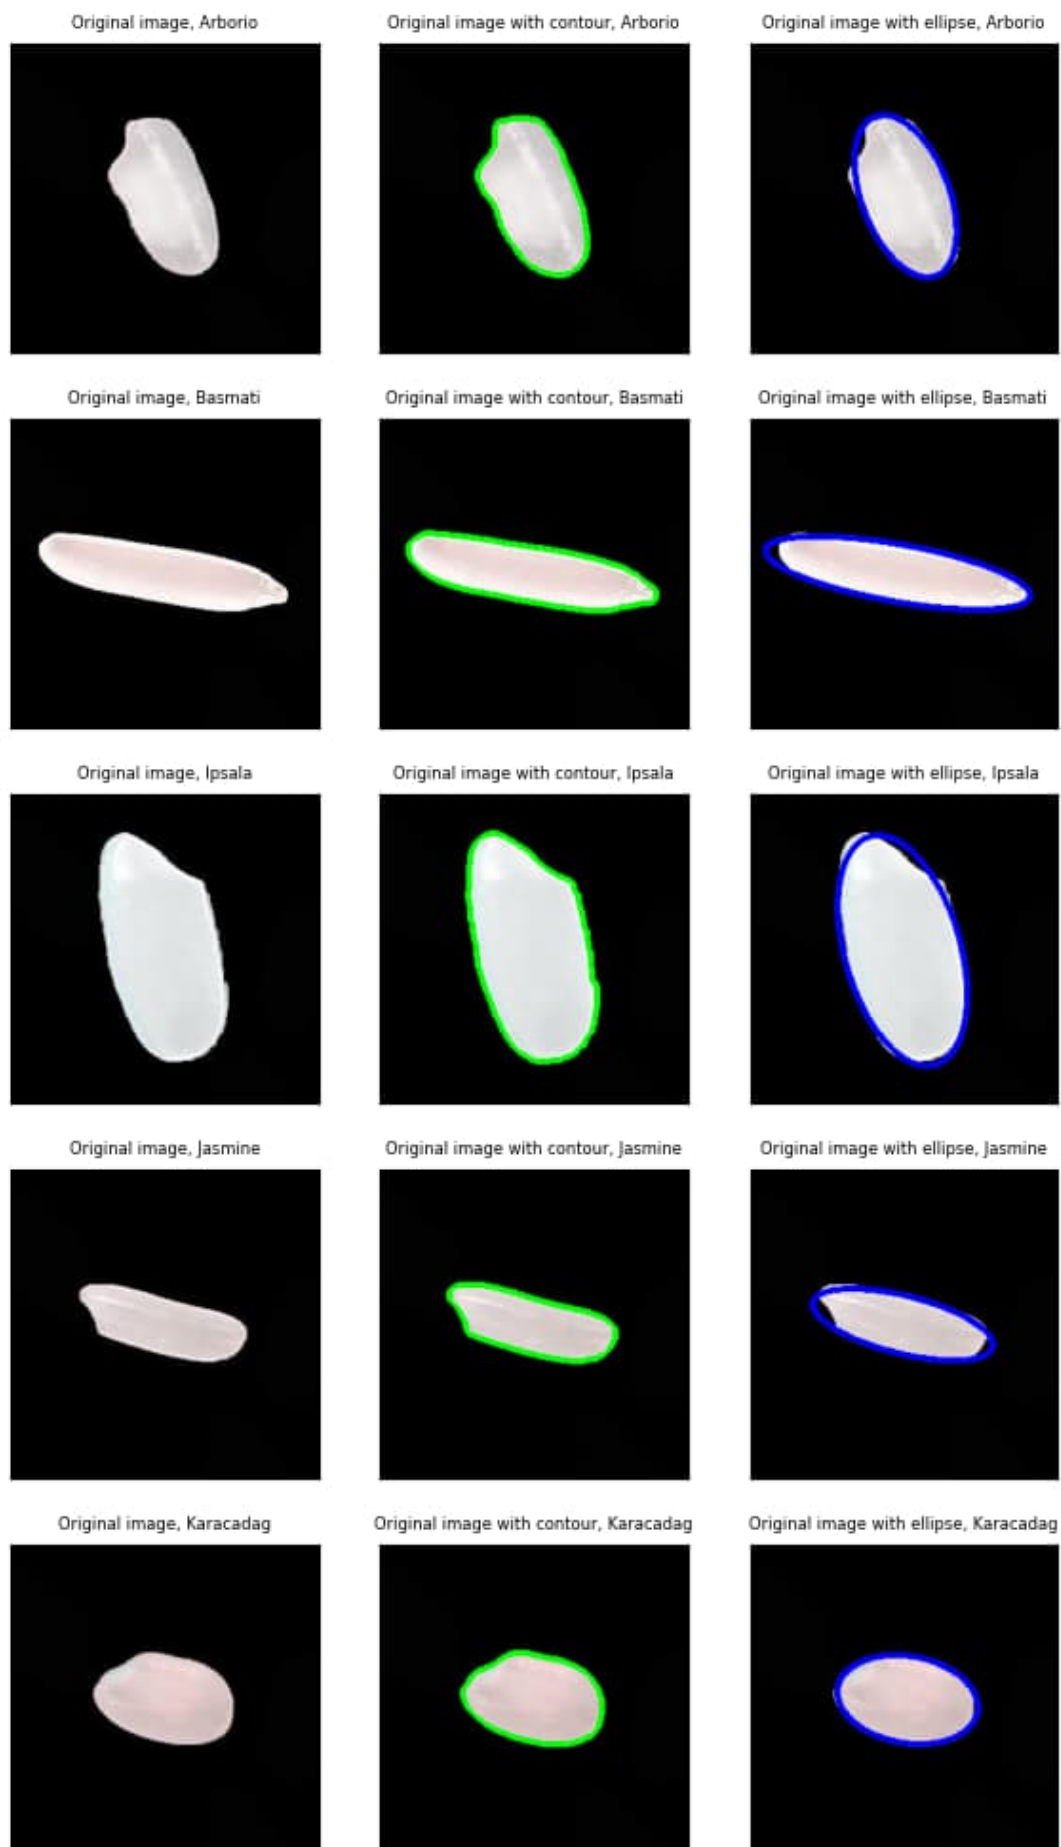 Original image, Arborio
Original image with contour, Arborio
Original image with ellipse, Arborio
Original image, Basmati
Original image with contour, Basmati
Original image with ellipse, Basmati
Original image, Ipsala
Original image with contour, Ipsala
Original image with ellipse, Ipsala
Original image, Jasmine
Original image with contour, Jasmine
Original image with ellipse, Jasmine
Original image, Karacadag
Original image with contour, Karacadag
Original image with ellipse, Karacadag